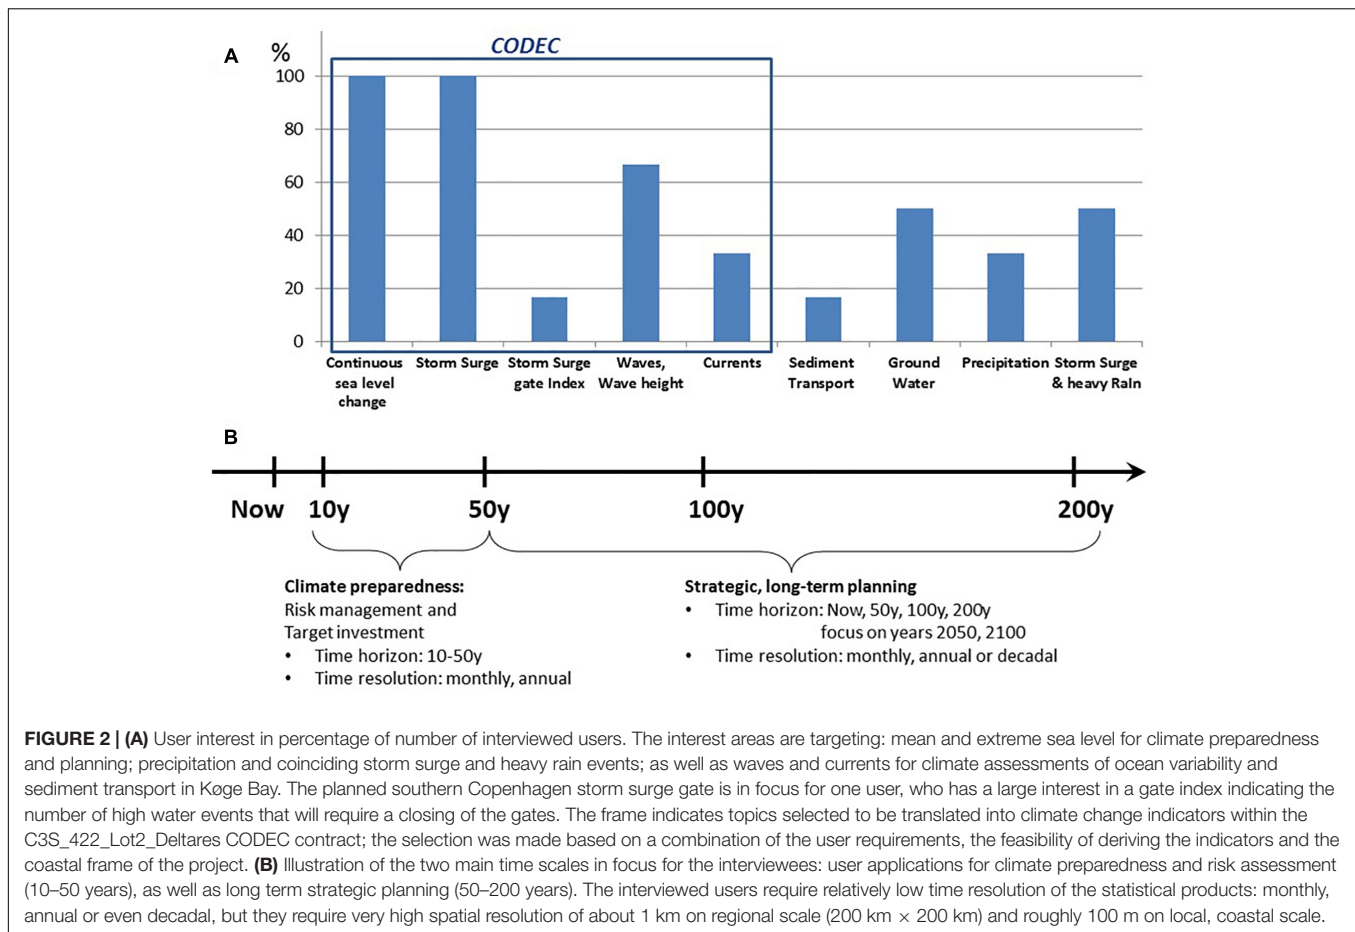 A
%
CODEC
100
80
60
40
20
0
Continuous
sea level
change
Storm Surge
Storm Surge
gate Index
Waves,
Wave height
Currents
Sediment
Transport
Ground
Water
Precipitation
Storm Surge
& heavy RaIn
B
Now 10y 50y 100y 200y
Climate preparedness:
Risk management and
Target investment
• Time horizon: 10-50y
• Time resolution: monthly, annual
Strategic, long-term planning
• Time horizon: Now, 50y, 100y, 200y
focus on years 2050, 2100
• Time resolution: monthly, annual or decadal
FIGURE 2 | (A) User interest in percentage of number of interviewed users. The interest areas are targeting: mean and extreme sea level for climate preparedness
and planning; precipitation and coinciding storm surge and heavy rain events; as well as waves and currents for climate assessments of ocean variability and
sediment transport in Køge Bay. The planned southern Copenhagen storm surge gate is in focus for one user, who has a large interest in a gate index indicating the
number of high water events that will require a closing of the gates. The frame indicates topics selected to be translated into climate change indicators within the
C3S_422_Lot2_Deltares CODEC contract; the selection was made based on a combination of the user requirements, the feasibility of deriving the indicators and the
coastal frame of the project. (B) Illustration of the two main time scales in focus for the interviewees: user applications for climate preparedness and risk assessment
(10–50 years), as well as long term strategic planning (50–200 years). The interviewed users require relatively low time resolution of the statistical products: monthly,
annual or even decadal, but they require very high spatial resolution of about 1 km on regional scale (200 km × 200 km) and roughly 100 m on local, coastal scale.